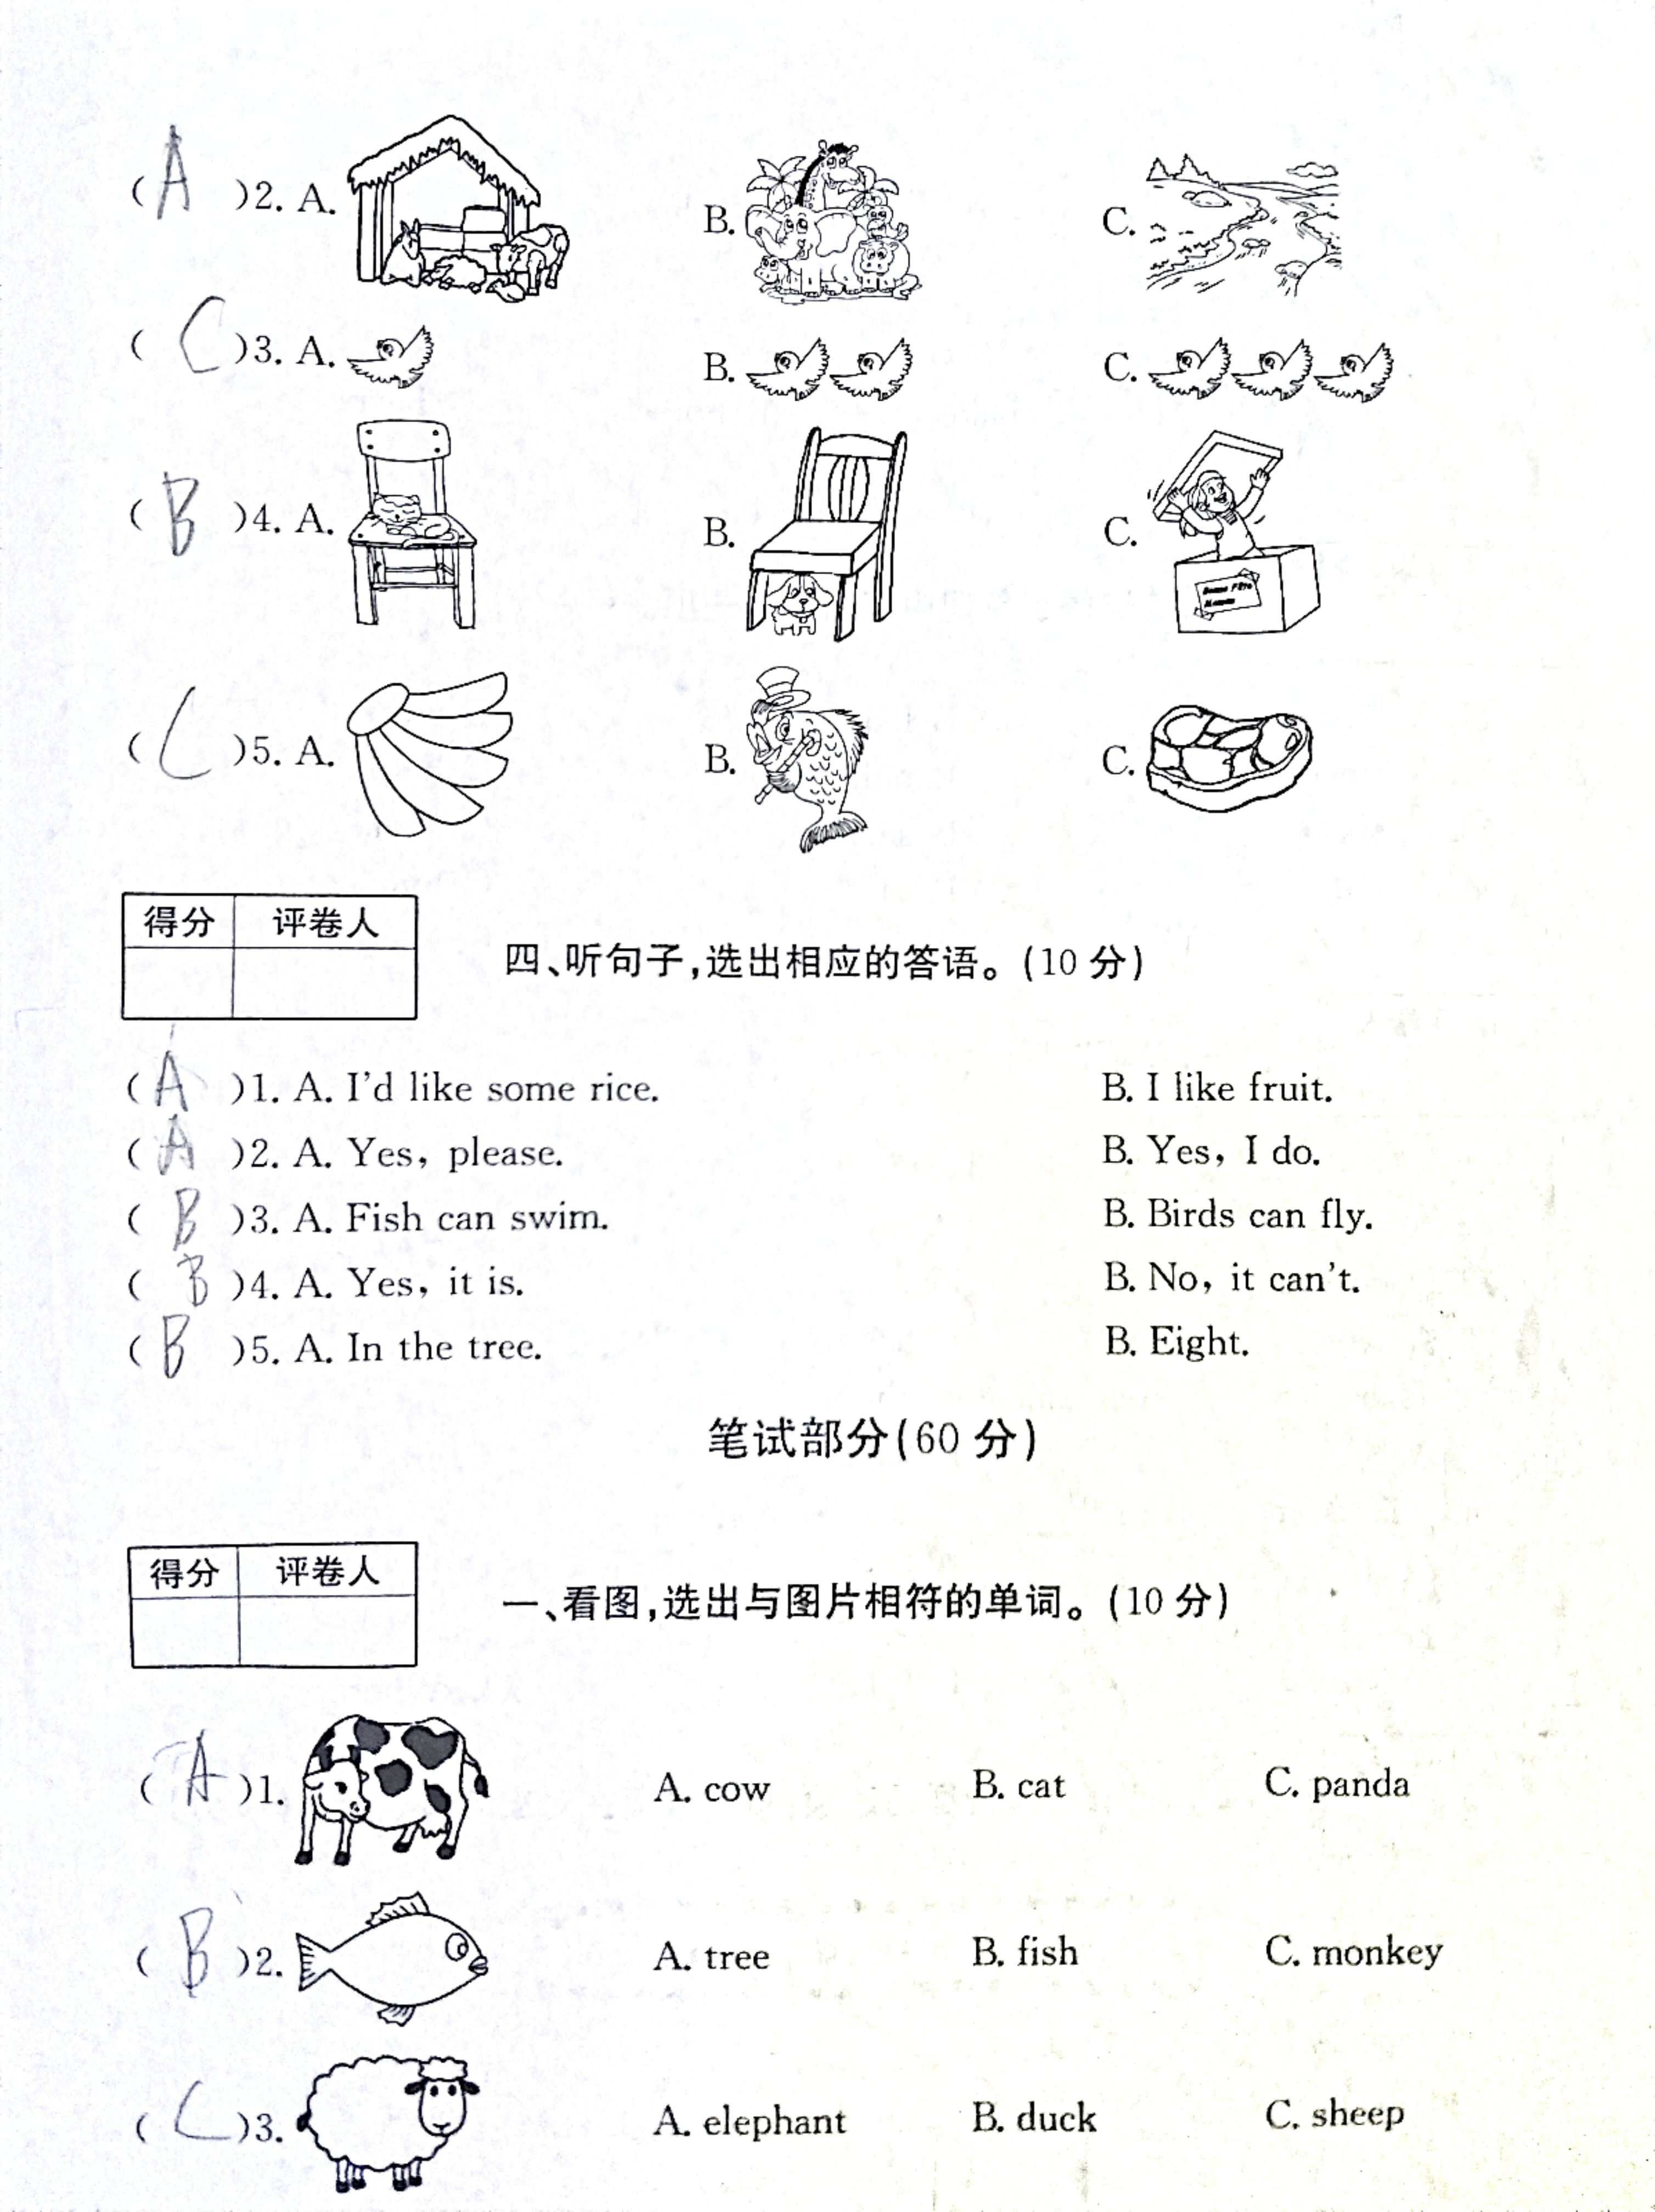 ( A )2. A. B. C.
( C )3. A. B. C.
( B )4. A. B. C.
( C )5. A. B. C.
得分 评卷人
四、听句子,选出相应的答语。(10 分)
( A )1. A. I'd like some rice. B. I like fruit.
( A )2. A. Yes, please. B. Yes, I do.
( B )3. A. Fish can swim. B. Birds can fly.
( B )4. A. Yes, it is. B. No, it can't.
( B )5. A. In the tree. B. Eight.
笔试部分(60 分)
得分 评卷人
一、看图,选出与图片相符的单词。(10 分)
( A )1. A. cow B. cat C. panda
( B )2. A. tree B. fish C. monkey
( C )3. A. elephant B. duck C. sheep